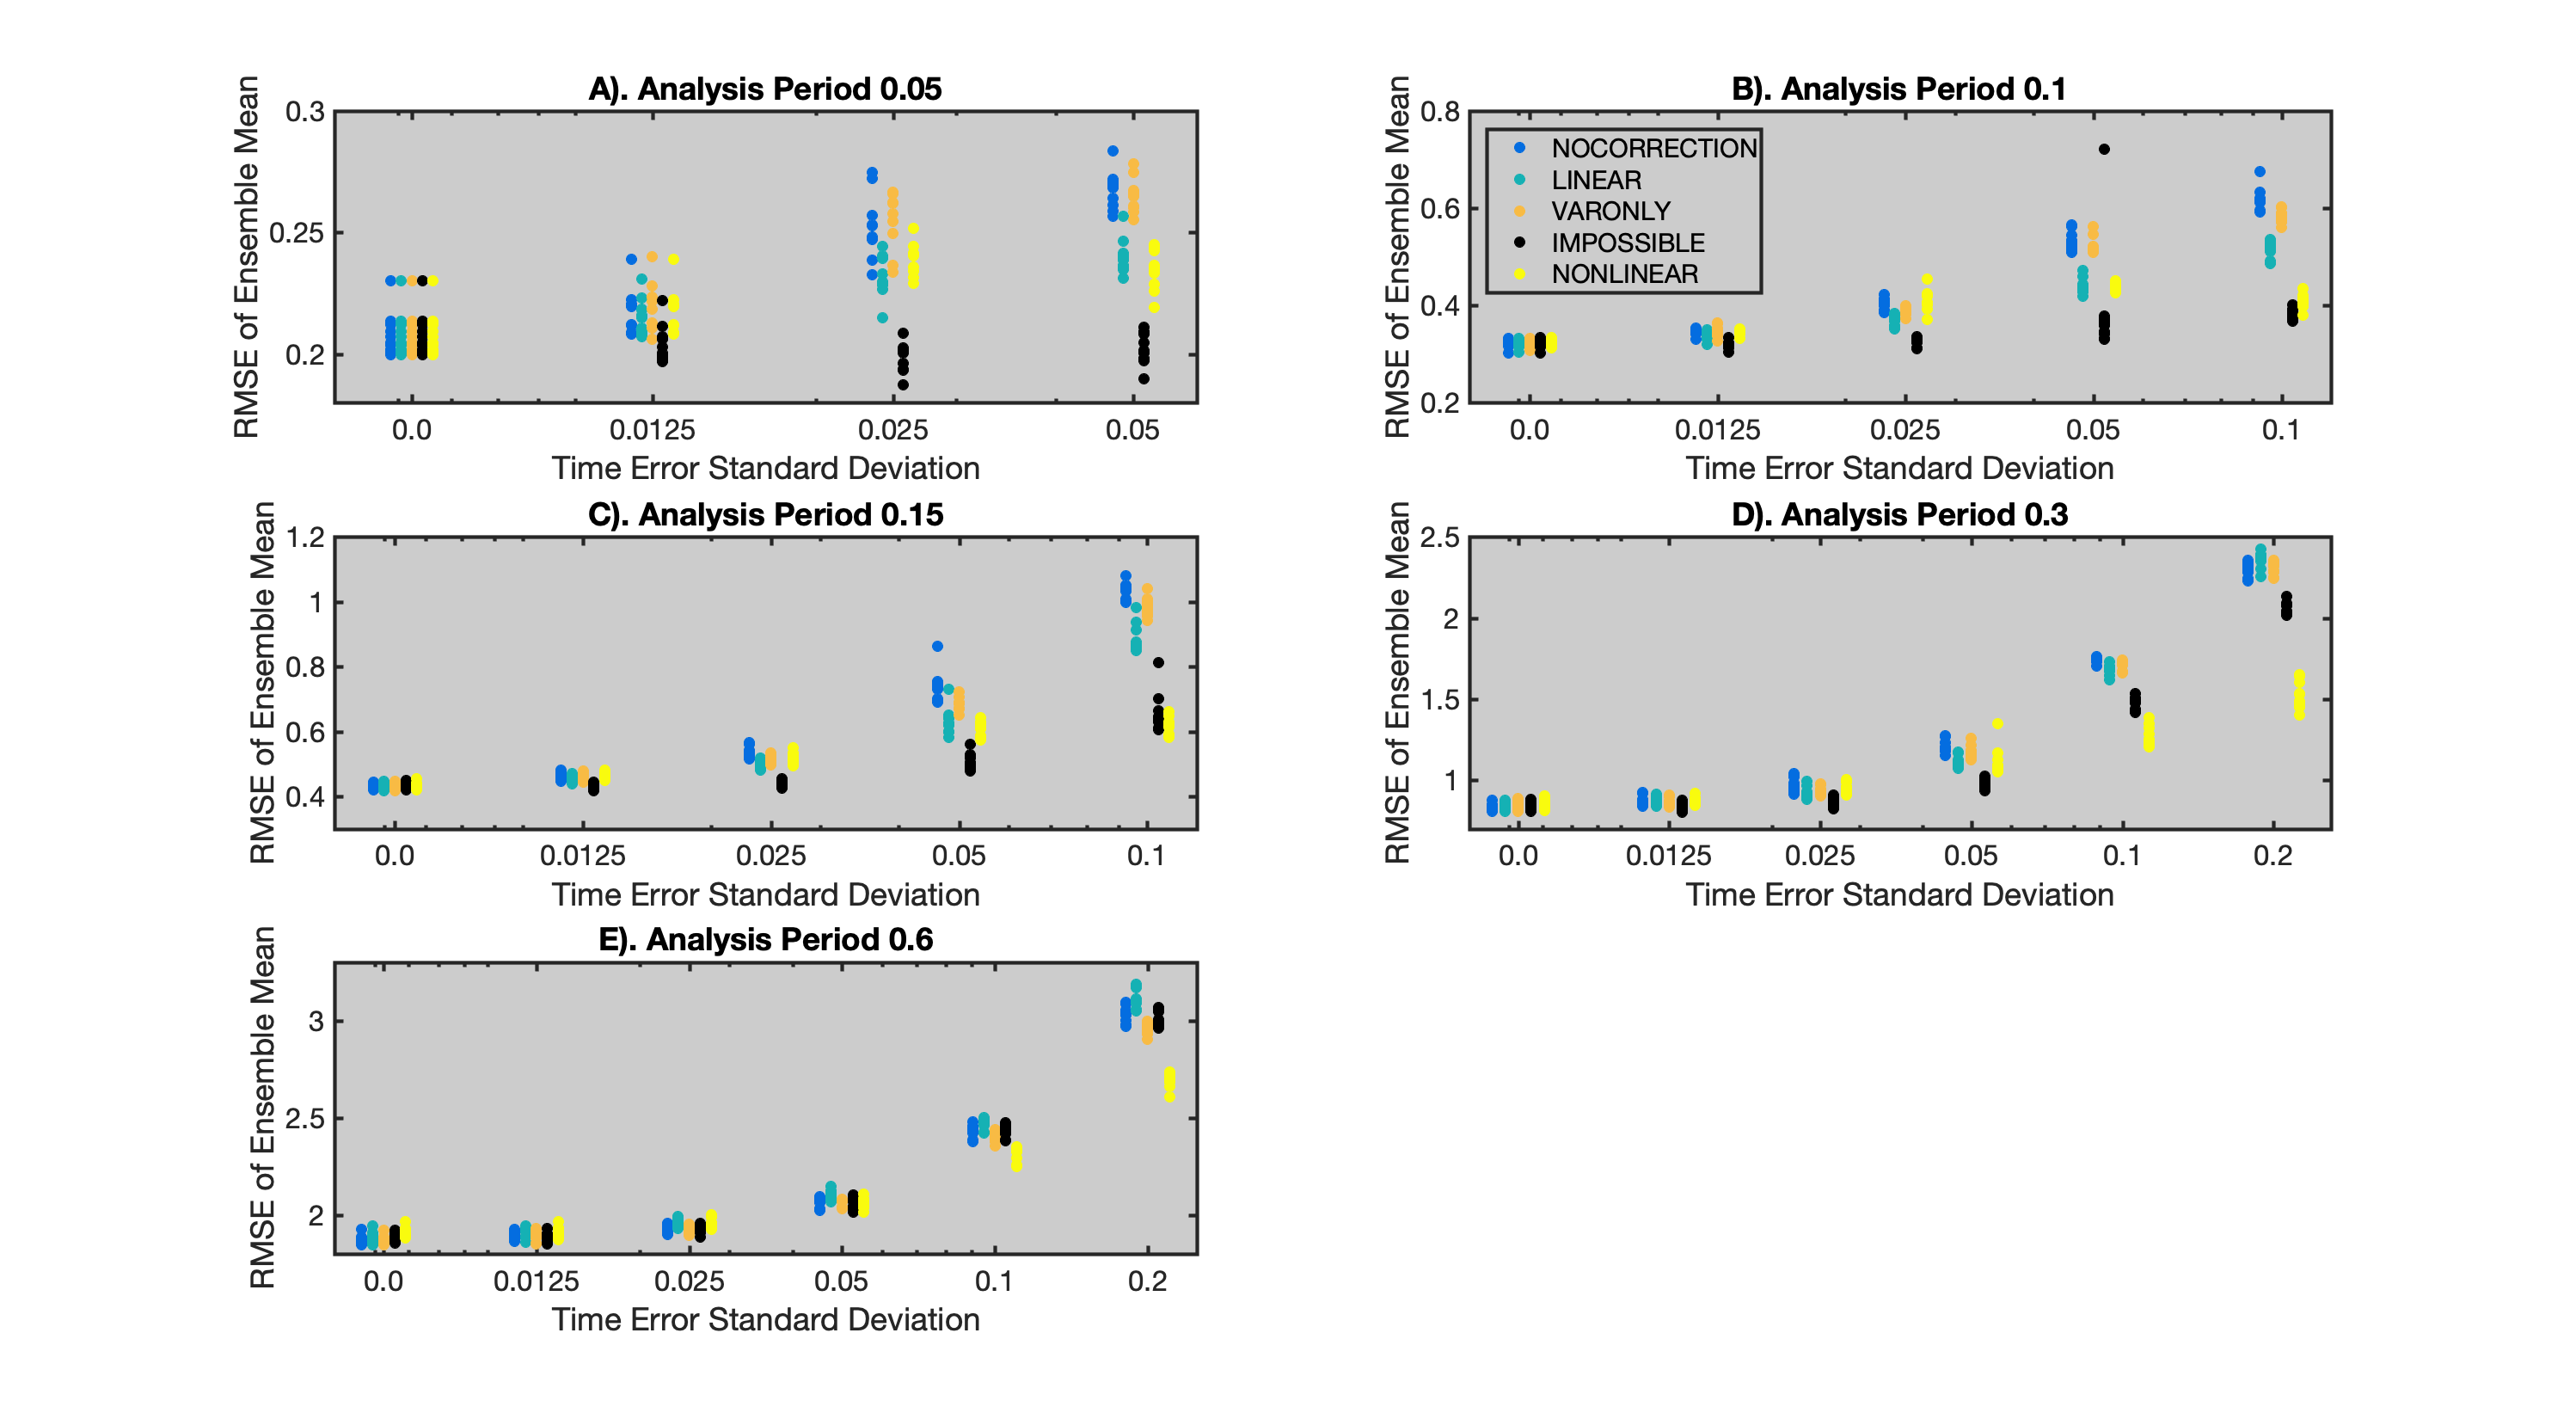 A). Analysis Period 0.05
RMSE of Ensemble Mean
0.3
0.25
0.2
0.0 0.0125 0.025 0.05
Time Error Standard Deviation
B). Analysis Period 0.1
RMSE of Ensemble Mean
0.8
0.6
0.4
0.2
NOCORRECTION
LINEAR
VARONLY
IMPOSSIBLE
NONLINEAR
0.0 0.0125 0.025 0.05 0.1
Time Error Standard Deviation
C). Analysis Period 0.15
RMSE of Ensemble Mean
1.2
1
0.8
0.6
0.4
0.0 0.0125 0.025 0.05 0.1
Time Error Standard Deviation
D). Analysis Period 0.3
RMSE of Ensemble Mean
2.5
2
1.5
1
0.0 0.0125 0.025 0.05 0.1 0.2
Time Error Standard Deviation
E). Analysis Period 0.6
RMSE of Ensemble Mean
3
2.5
2
0.0 0.0125 0.025 0.05 0.1 0.2
Time Error Standard Deviation